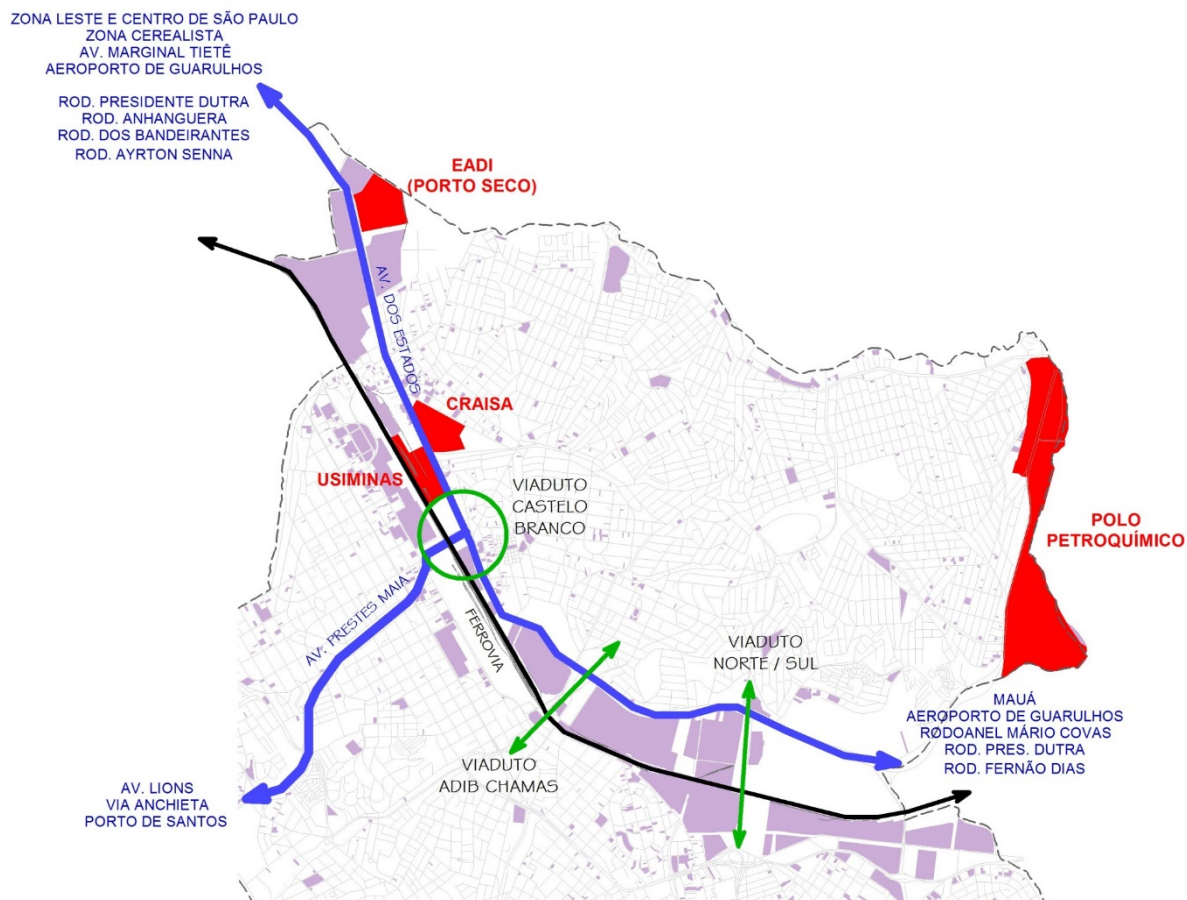 ZONA LESTE E CENTRO DE SÃO PAULO
ZONA CEREALISTA
AV. MARGINAL TIETÊ
AEROPORTO DE GUARULHOS
ROD. PRESIDENTE DUTRA
ROD. ANHANGUERA
ROD. DOS BANDEIRANTES
ROD. AYRTON SENNA
EADI
(PORTO SECO)
AV. DOS ESTADOS
CRAISA
USIMINAS
VIADUTO
CASTELO
BRANCO
POLO
PETROQUÍMICO
AV. PRESTES MAIA
FERROVIA
VIADUTO
NORTE / SUL
MAUÁ
AEROPORTO DE GUARULHOS
RODOANEL MÁRIO COVAS
ROD. PRES. DUTRA
ROD. FERNÃO DIAS
VIADUTO
ADIB CHAMAS
AV. LIONS
VIA ANCHIETA
PORTO DE SANTOS